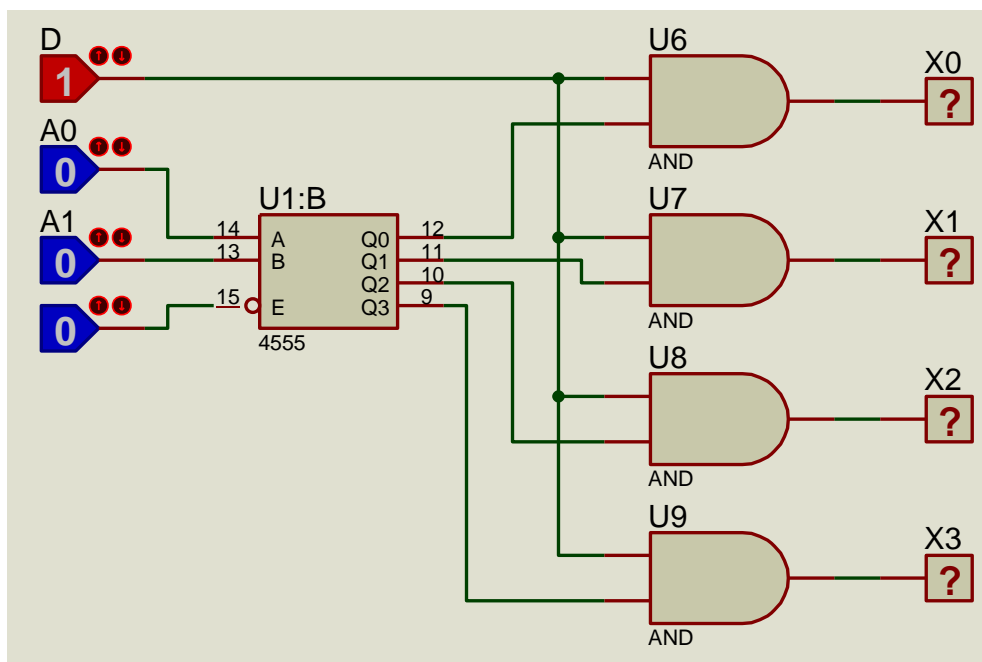 D
1
A0
0
A1
0
0
U1:B
14
13
15
A
B
E
Q0
Q1
Q2
Q3
12
11
10
9
4555
U6
AND
X0
?
U7
AND
X1
?
U8
AND
X2
?
U9
AND
X3
?